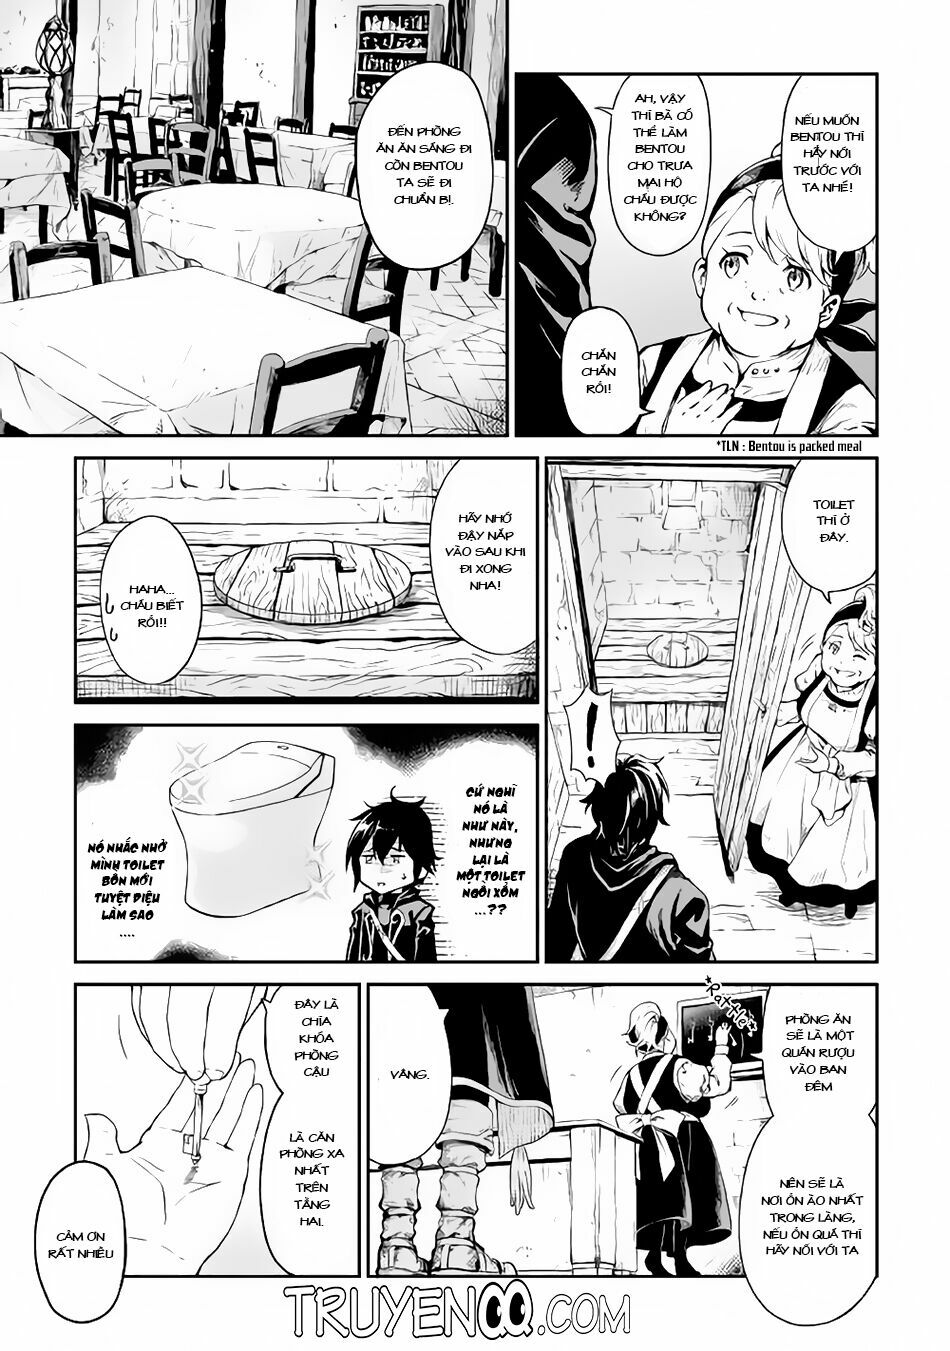 NẾU MUỐN
BENTOU THÌ
HÃY NÓI
TRƯỚC VỚI
TA NHÉ!
AH, VẬY
THÌ BÀ CÓ
THỂ LÀM
BENTOU
CHO TRƯA
MAI HỘ
CHÁU ĐƯỢC
KHÔNG?
CHẮN
CHẮN
RỒI!
ĐẾN PHÒNG
ĂN ĂN SÁNG ĐI
CÒN BENTOU
TA SẼ ĐI
CHUẨN BỊ.
*TLN : Bentou is packed meal
TOILET
THÌ Ở
ĐÂY.
HÃY NHỚ
ĐẬY NẮP
VÀO SAU KHI
ĐI XONG
NHA!
HAHA...
CHÁU BIẾT
RỒI!!
CỨ NGHĨ
NÓ LÀ
NHƯ NÀY,
NHƯNG
LẠI LÀ
MỘT TOILET
NGỒI XỔM
...??
NÓ NHẮC NHỞ
MÌNH TOILET
BỒN MỚI
TUYỆT DIỆU
LÀM SAO
....
PHÒNG ĂN
SẼ LÀ MỘT
QUÁN RƯỢU
VÀO BAN
ĐÊM
*Rattle*
NÊN SẼ LÀ
NƠI ỒN ÀO NHẤT
TRONG LÀNG,
NẾU ỒN QUÁ THÌ
HÃY NÓI VỚI TA
VÂNG.
ĐÂY LÀ
CHÌA
KHÓA
PHÒNG
CẬU
LÀ CĂN
PHÒNG XA
NHẤT
TRÊN
TẦNG
HAI.
CẢM ƠN
RẤT NHIỀU
TRUYENQQ.COM